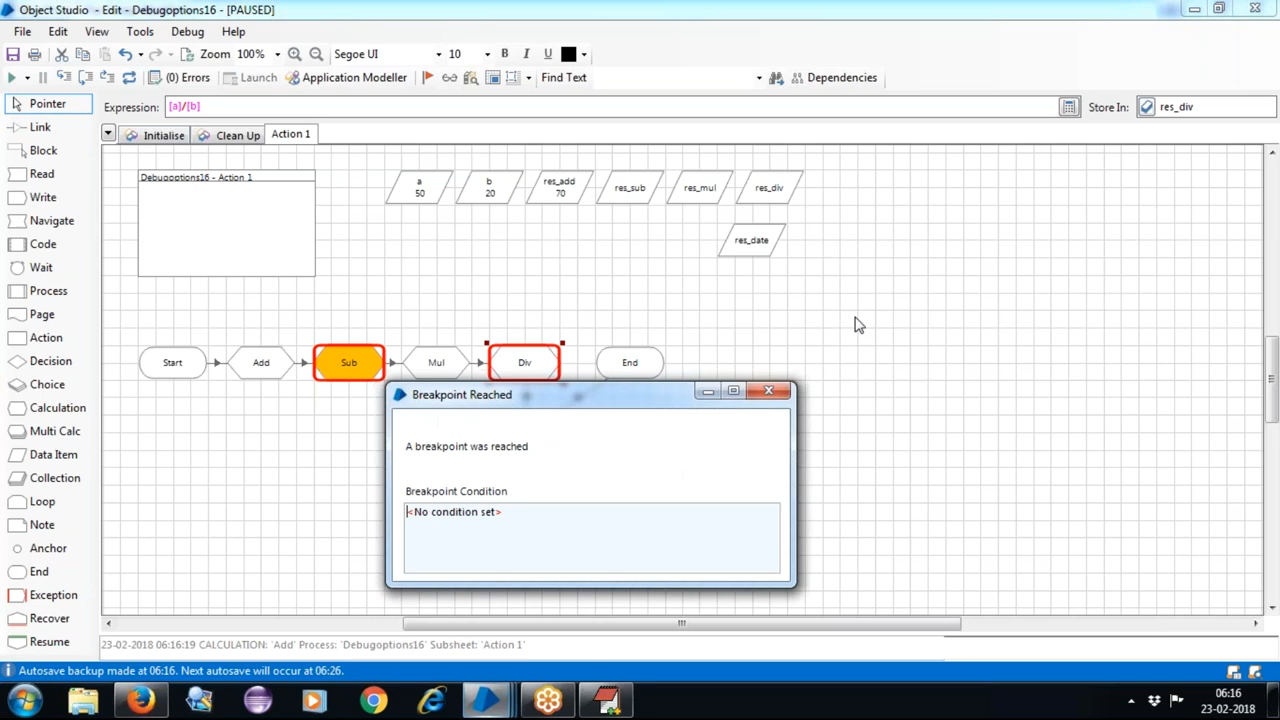 Object Studio - Edit - Debugoptions16 - [PAUSED]
File Edit View Tools Debug Help
Zoom 100% Segoe UI 10 B I U
(0) Errors Launch Application Modeller Find Text Dependencies
Pointer
Expression: [a]/[b] Store In: res_div
Link
Initialise Clean Up Action 1
Block
Read
Write
Navigate
Code
Wait
Process
Page
Action
Decision
Choice
Calculation
Multi Calc
Data Item
Collection
Loop
Note
Anchor
End
Exception
Recover
Resume
Debugoptions16 - Action 1
a
50
b
20
res_add
70
res_sub
res_mul
res_div
res_date
Start Add Sub Mul Div End
Breakpoint Reached
A breakpoint was reached
Breakpoint Condition
<No condition set>
23-02-2018 06:16:19 CALCULATION: 'Add' Process: 'Debugoptions16' Subsheet: 'Action 1'
Autosave backup made at 06:16. Next autosave will occur at 06:26.
06:16
23-02-2018